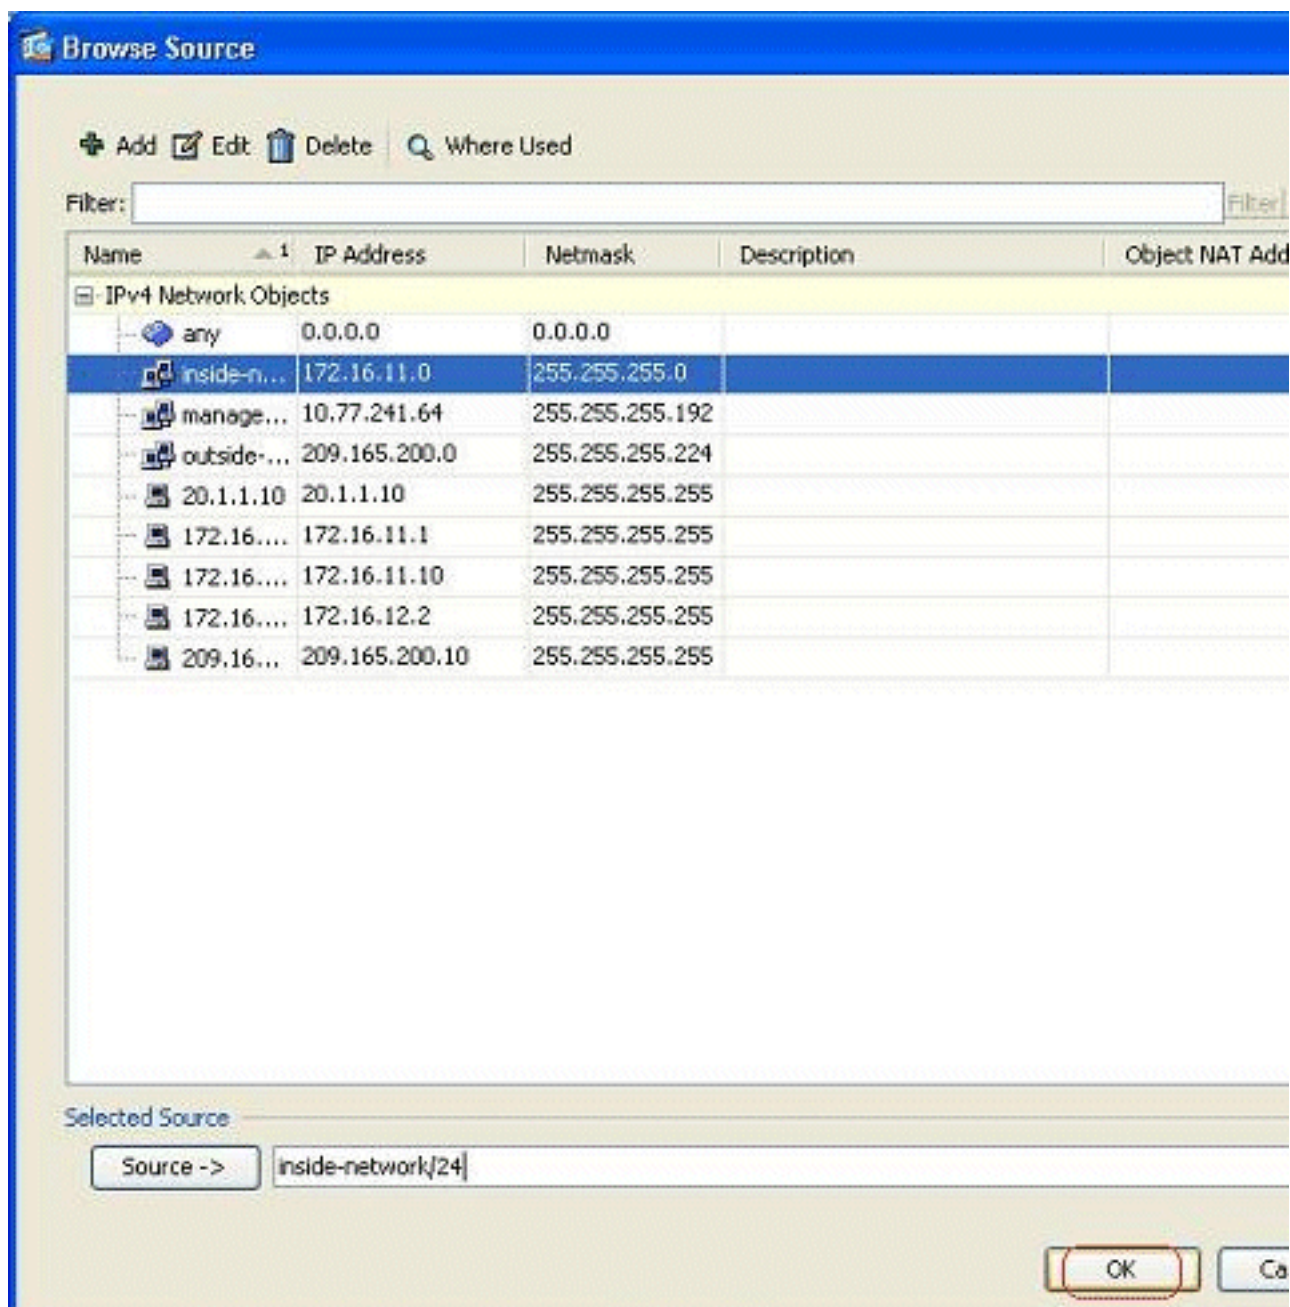 Browse Source
Add Edit Delete Where Used
Filter: Filter
Name 1 IP Address Netmask Description Object NAT Add
IPv4 Network Objects
any 0.0.0.0 0.0.0.0
inside-n... 172.16.11.0 255.255.255.0
manage... 10.77.241.64 255.255.255.192
outside-... 209.165.200.0 255.255.255.224
20.1.1.10 20.1.1.10 255.255.255.255
172.16.... 172.16.11.1 255.255.255.255
172.16.... 172.16.11.10 255.255.255.255
172.16.... 172.16.12.2 255.255.255.255
209.16... 209.165.200.10 255.255.255.255
Selected Source
Source -> inside-network/24
OK Ca